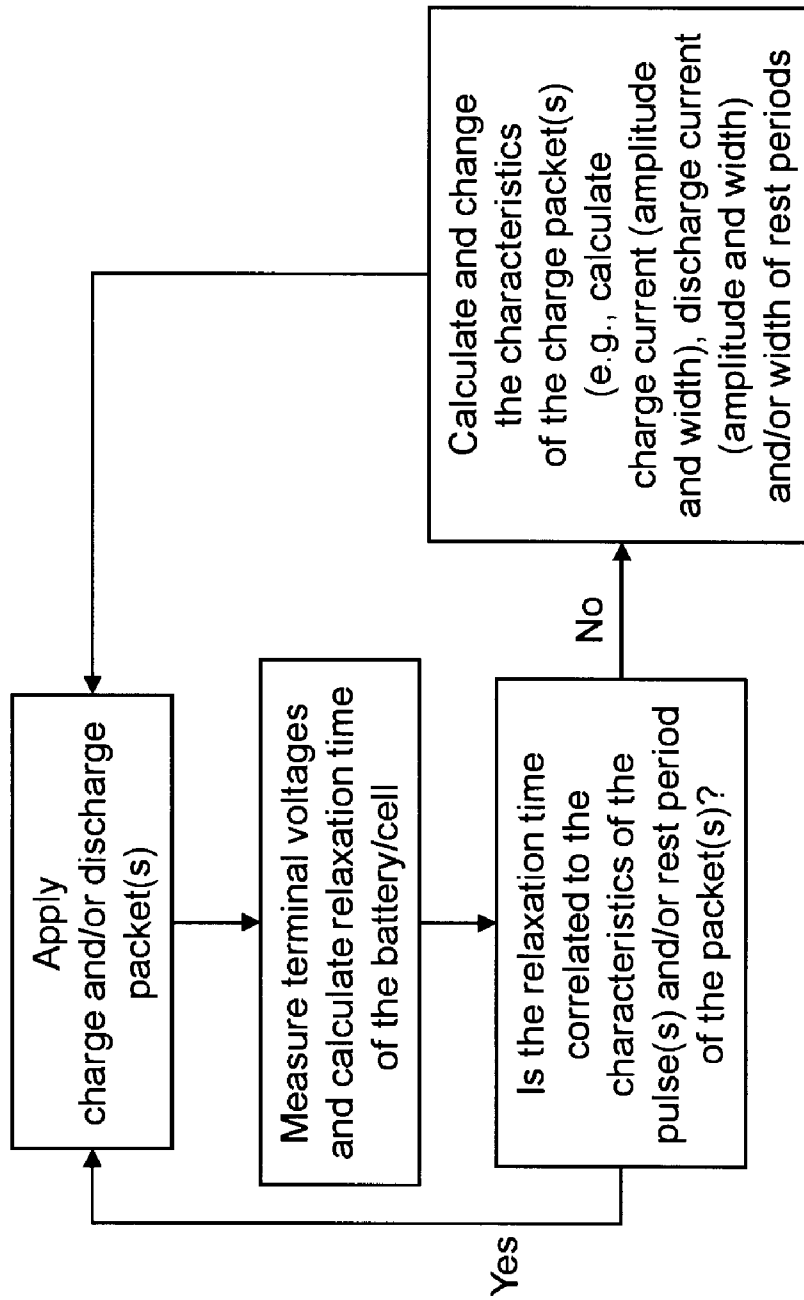 Apply
charge and/or discharge
packet(s)
Measure terminal voltages
and calculate relaxation time
of the battery/cell
Is the relaxation time
correlated to the
characteristics of the
pulse(s) and/or rest period
of the packet(s)?
Yes
No
Calculate and change
the characteristics
of the charge packet(s)
(e.g., calculate
charge current (amplitude
and width), discharge current
(amplitude and width)
and/or width of rest periods